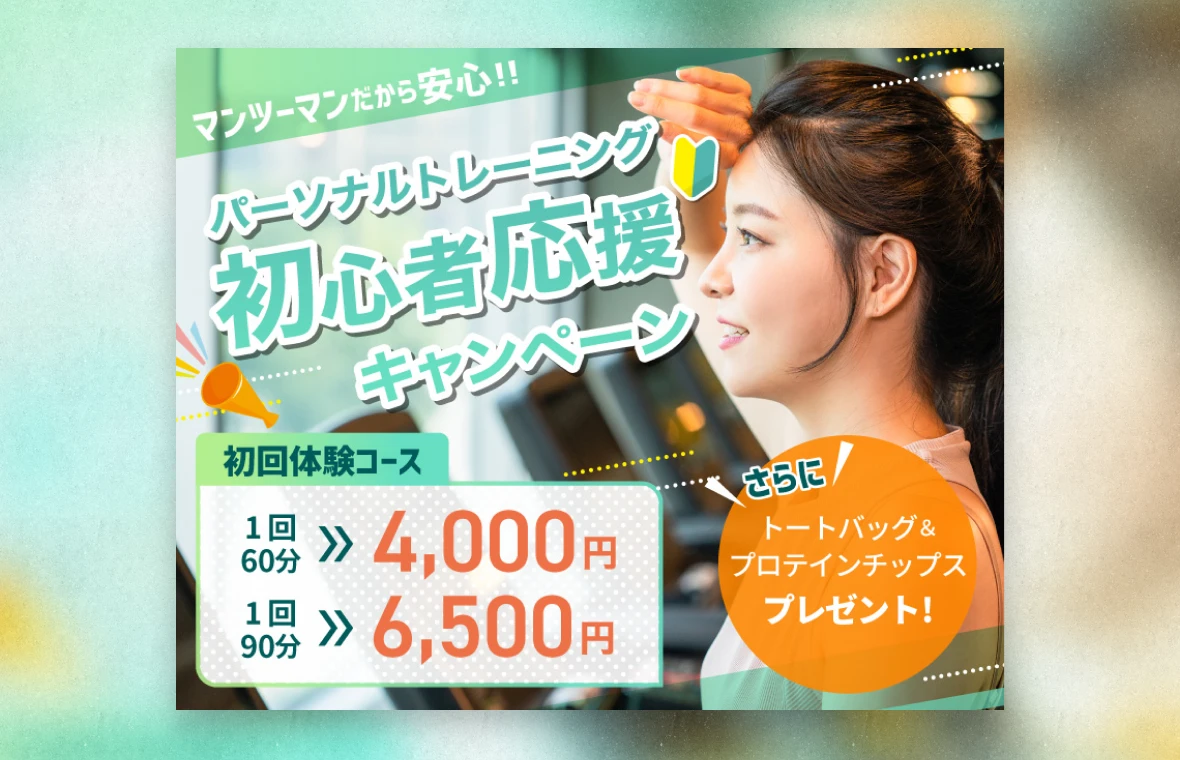 マンツーマンだから安心!!
パーソナルトレーニング
初心者応援
キャンペーン
初回体験コース
1回
60分
4,000円
1回
90分
6,500円
さらに
トートバッグ&
プロテインチップス
プレゼント!